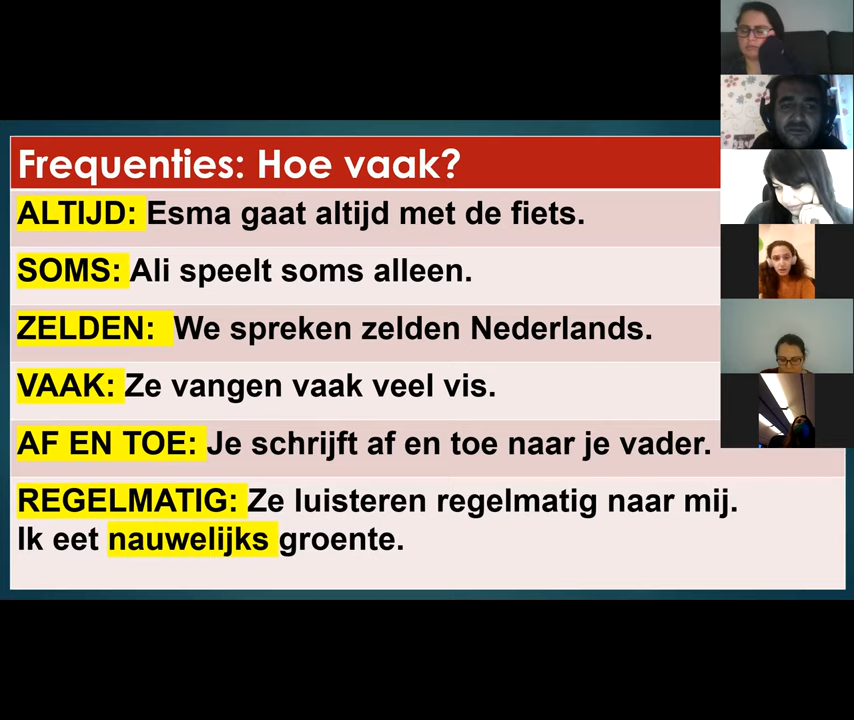 Frequenties: Hoe vaak?
ALTIJD: Esma gaat altijd met de fiets.
SOMS: Ali speelt soms alleen.
ZELDEN: We spreken zelden Nederlands.
VAAK: Ze vangen vaak veel vis.
AF EN TOE: Je schrijft af en toe naar je vader.
REGELMATIG: Ze luisteren regelmatig naar mij.
Ik eet nauwelijks groente.